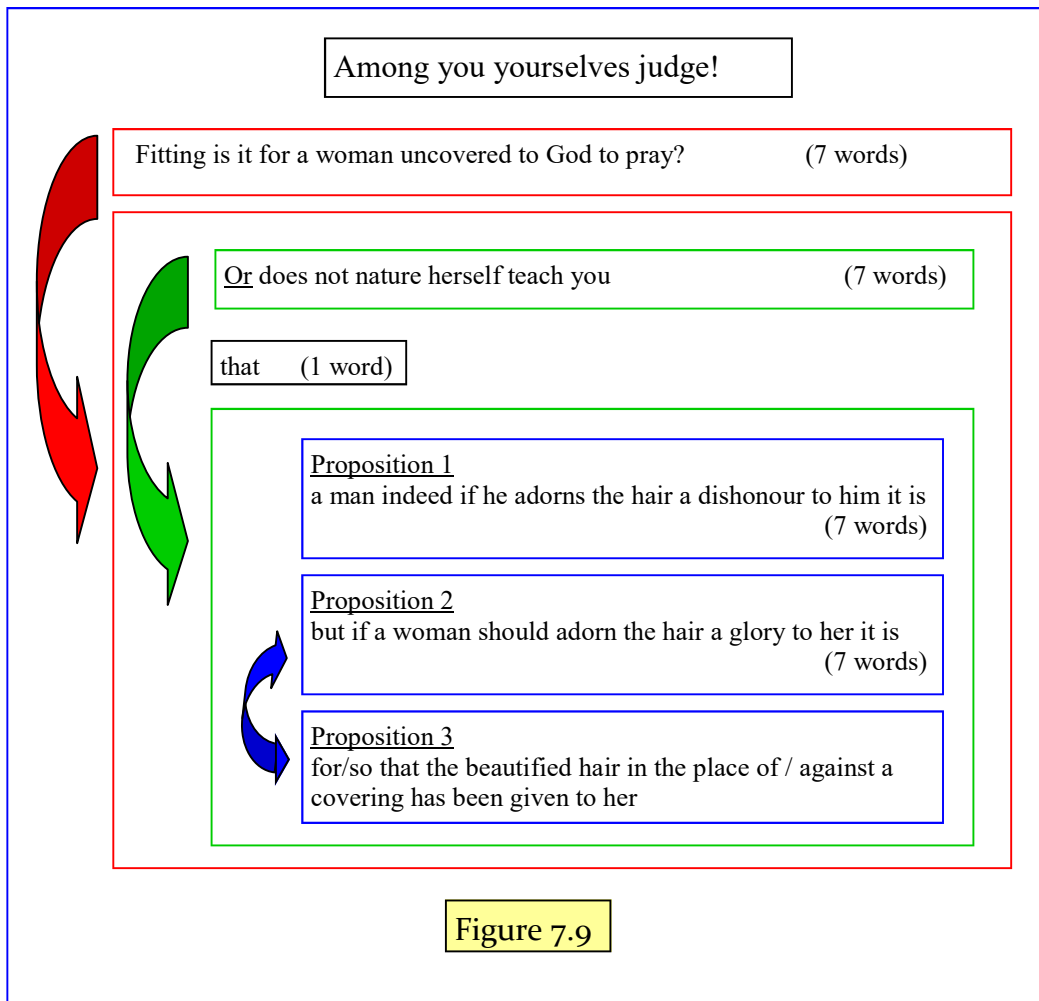 Among you yourselves judge!
Fitting is it for a woman uncovered to God to pray? (7 words)
Or does not nature herself teach you (7 words)
that (1 word)
Proposition 1
a man indeed if he adorns the hair a dishonour to him it is
(7 words)
Proposition 2
but if a woman should adorn the hair a glory to her it is
(7 words)
Proposition 3
for/so that the beautified hair in the place of / against a
covering has been given to her
Figure 7.9